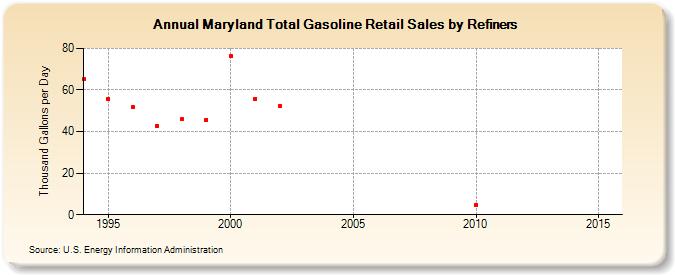 Annual Maryland Total Gasoline Retail Sales by Refiners
Thousand Gallons per Day
80
60
40
20
0
1995 2000 2005 2010 2015
Source: U.S. Energy Information Administration